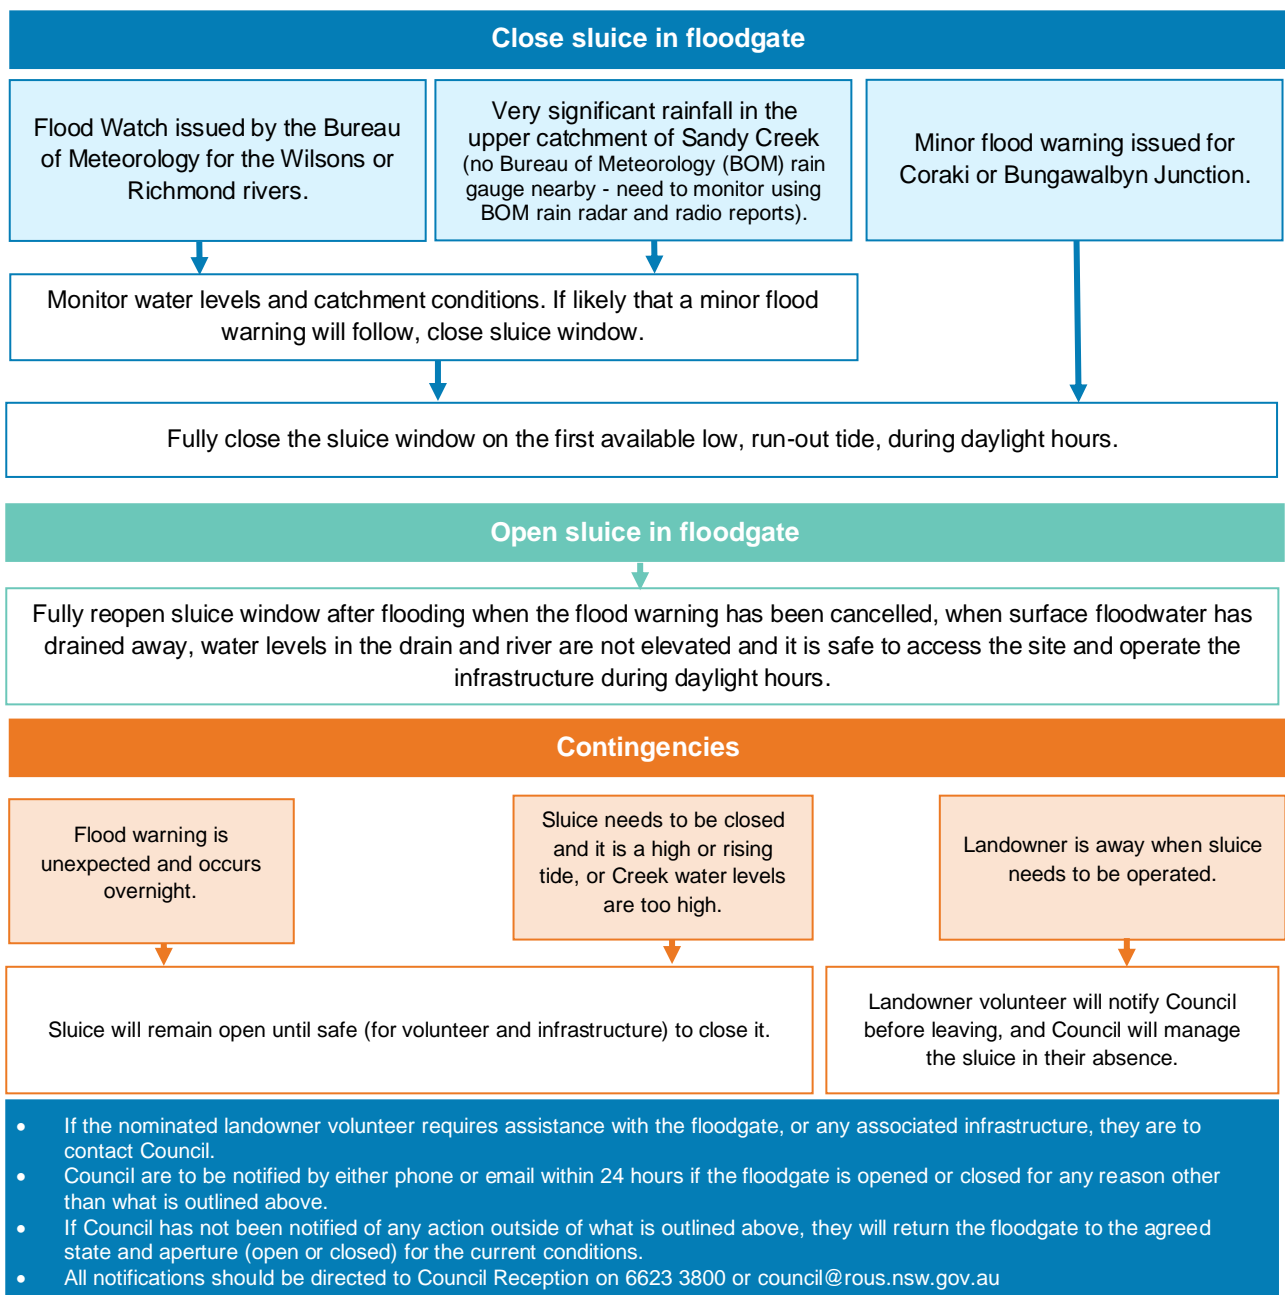 Close sluice in floodgate
Flood Watch issued by the Bureau
of Meteorology for the Wilsons or
Richmond rivers.
Very significant rainfall in the
upper catchment of Sandy Creek
(no Bureau of Meteorology (BOM) rain
gauge nearby - need to monitor using
BOM rain radar and radio reports).
Minor flood warning issued for
Coraki or Bungawalbyn Junction.
Monitor water levels and catchment conditions. If likely that a minor flood
warning will follow, close sluice window.
Fully close the sluice window on the first available low, run-out tide, during daylight hours.
Open sluice in floodgate
Fully reopen sluice window after flooding when the flood warning has been cancelled, when surface floodwater has
drained away, water levels in the drain and river are not elevated and it is safe to access the site and operate the
infrastructure during daylight hours.
Contingencies
Flood warning is
unexpected and occurs
overnight.
Sluice needs to be closed
and it is a high or rising
tide, or Creek water levels
are too high.
Landowner is away when sluice
needs to be operated.
Sluice will remain open until safe (for volunteer and infrastructure) to close it.
Landowner volunteer will notify Council
before leaving, and Council will manage
the sluice in their absence.
• If the nominated landowner volunteer requires assistance with the floodgate, or any associated infrastructure, they are to
contact Council.
• Council are to be notified by either phone or email within 24 hours if the floodgate is opened or closed for any reason other
than what is outlined above.
• If Council has not been notified of any action outside of what is outlined above, they will return the floodgate to the agreed
state and aperture (open or closed) for the current conditions.
• All notifications should be directed to Council Reception on 6623 3800 or council@rous.nsw.gov.au